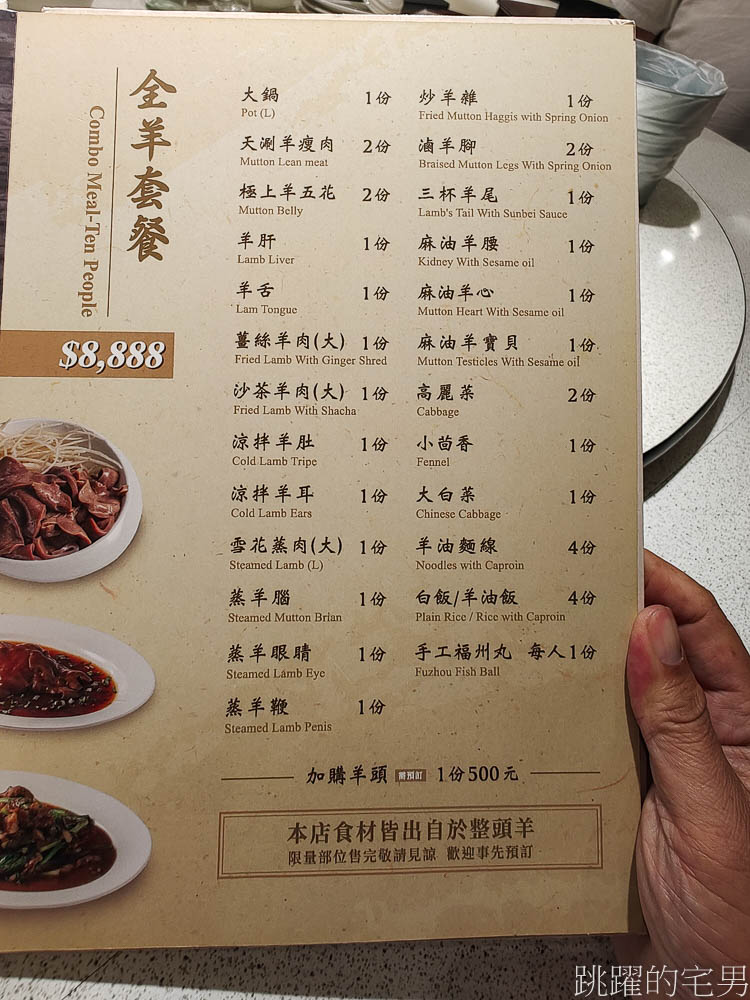 全羊套餐
Combo Meal-Ten People
$8,888
大鍋 1份
Pot (L)
天涮羊瘦肉 2份
Mutton Lean meat
極上羊五花 2份
Mutton Belly
羊肝 1份
Lamb Liver
羊舌 1份
Lam Tongue
薑絲羊肉(大) 1份
Fried Lamb With Ginger Shred
沙茶羊肉(大) 1份
Fried Lamb With Shacha
涼拌羊肚 1份
Cold Lamb Tripe
涼拌羊耳 1份
Cold Lamb Ears
雪花蒸肉(大) 1份
Steamed Lamb (L)
蒸羊腦 1份
Steamed Mutton Brian
蒸羊眼睛 1份
Steamed Lamb Eye
蒸羊鞭 1份
Steamed Lamb Penis
炒羊雜 1份
Fried Mutton Haggis with Spring Onion
滷羊腳 2份
Braised Mutton Legs With Spring Onion
三杯羊尾 1份
Lamb's Tail With Sunbei Sauce
麻油羊腰 1份
Kidney With Sesame oil
麻油羊心 1份
Mutton Heart With Sesame oil
麻油羊寶貝 1份
Mutton Testicles With Sesame oil
高麗菜 2份
Cabbage
小茴香 1份
Fennel
大白菜 1份
Chinese Cabbage
羊油麵線 4份
Noodles with Caproin
白飯/羊油飯 4份
Plain Rice / Rice with Caproin
手工福州丸 每人1份
Fuzhou Fish Ball
加購羊頭 需預訂 1份500元
本店食材皆出自於整頭羊
限量部位售完敬請見諒 歡迎事先預訂
跳躍的宅男